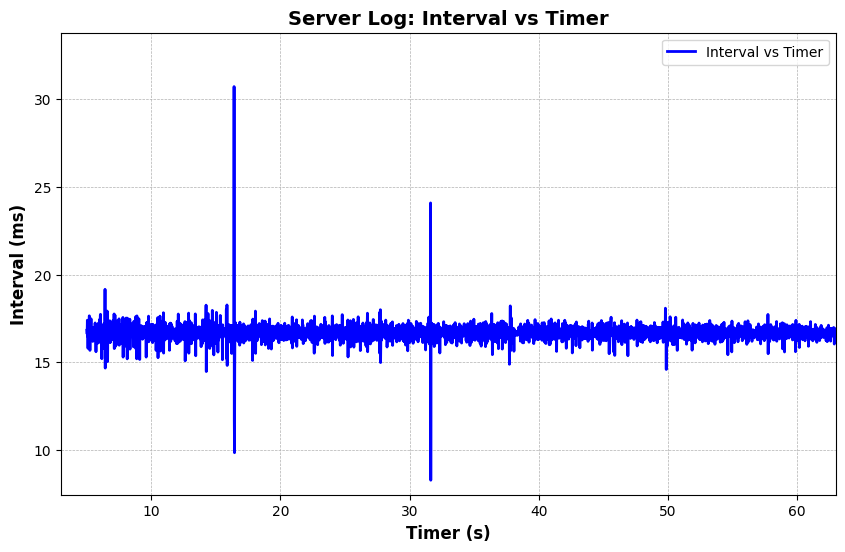 Server Log: Interval vs Timer
Interval vs Timer
30
25
20
15
10
Interval (ms)
10 20 30 40 50 60
Timer (s)